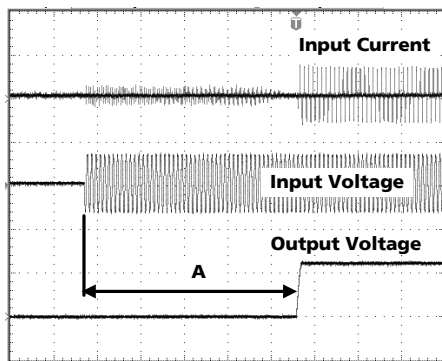 T
Input Current
Input Voltage
Output Voltage
A